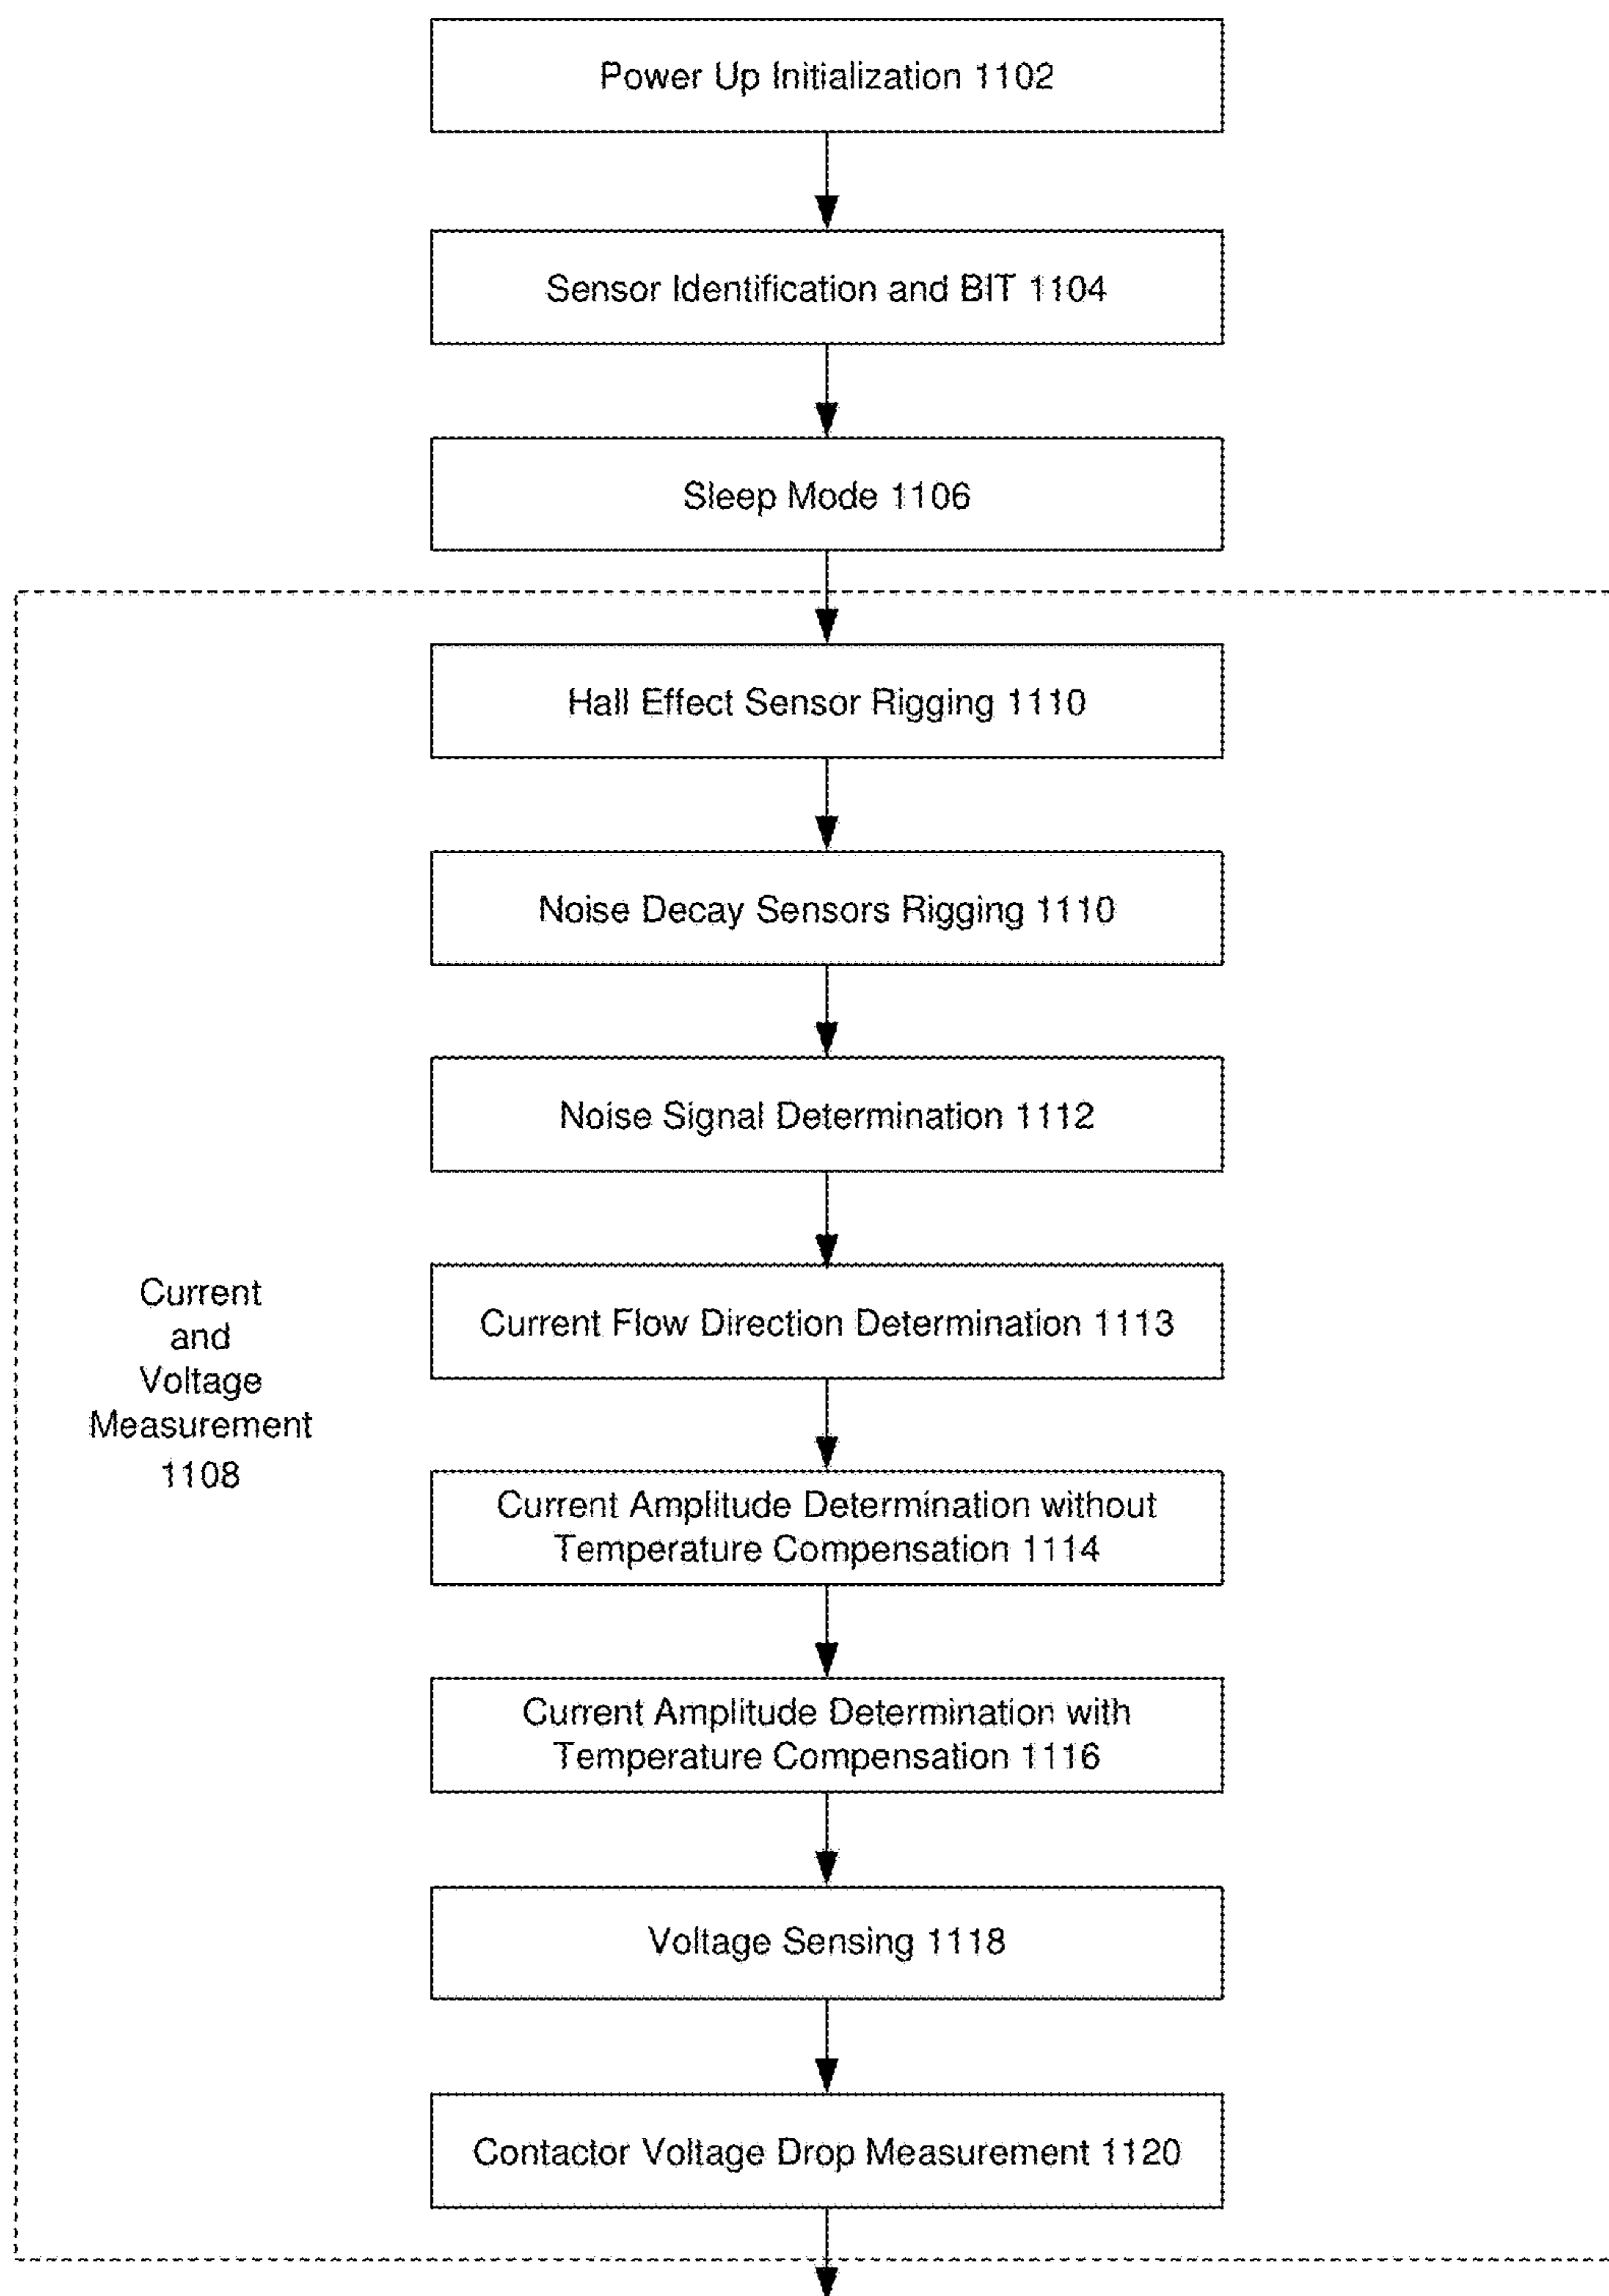 Power Up Initialization 1102
Sensor Identification and BIT 1104
Sleep Mode 1106
Hall Effect Sensor Rigging 1110
Noise Decay Sensors Rigging 1110
Noise Signal Determination 1112
Current Flow Direction Determination 1113
Current
and
Voltage
Measurement
1108
Current Amplitude Determination without
Temperature Compensation 1114
Current Amplitude Determination with
Temperature Compensation 1116
Voltage Sensing 1118
Contactor Voltage Drop Measurement 1120